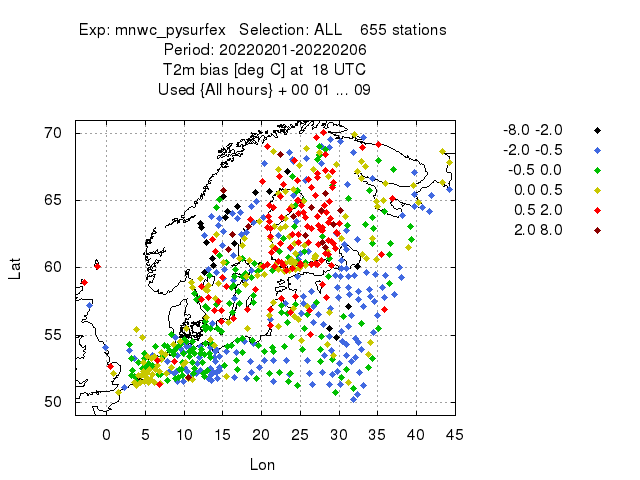 Exp: mnwc_pysurfex   Selection: ALL    655 stations
Period: 20220201-20220206
T2m bias [deg C] at  18 UTC
Used {All hours} + 00 01 ... 09
-8.0 -2.0
-2.0 -0.5
-0.5 0.0
0.0 0.5
0.5 2.0
2.0 8.0
Lat
70
65
60
55
50
0 5 10 15 20 25 30 35 40 45
Lon